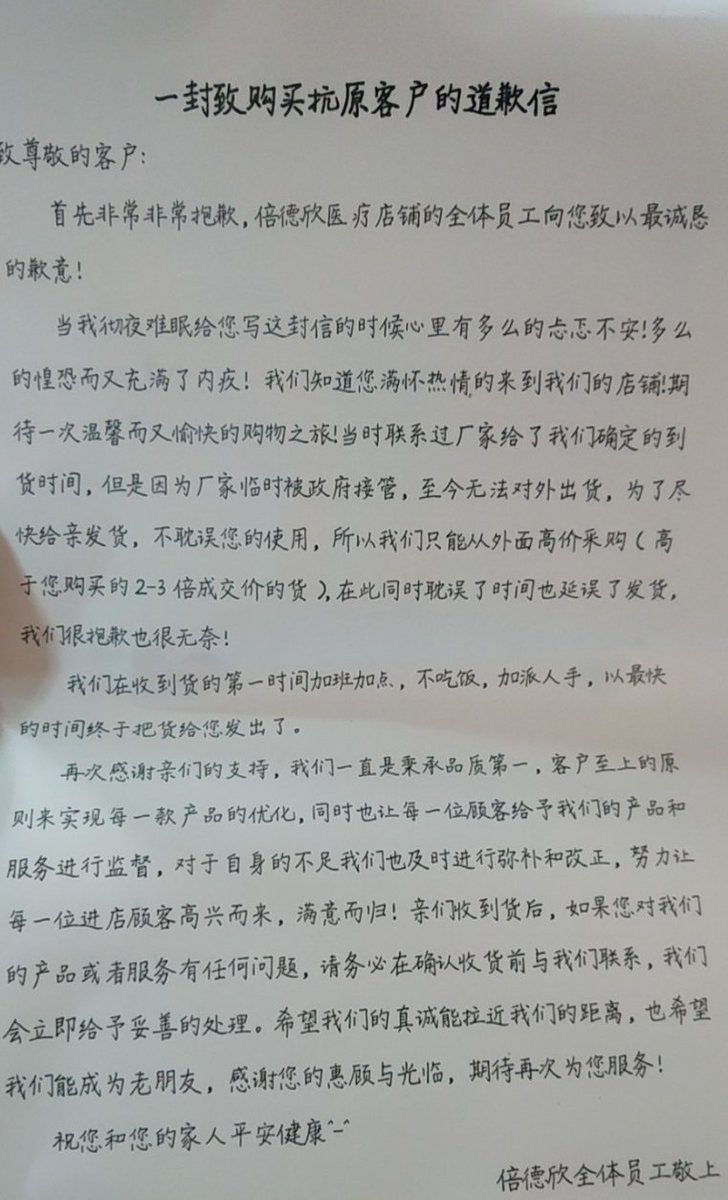 一封致购买抗原客户的道歉信
致尊敬的客户:
首先非常非常抱歉,倍德欣医疗店铺的全体员工向您致以最诚恳
的歉意!
当我彻夜难眠给您写这封信的时候心里有多么的忐忑不安!多么
的惶恐而又充满了内疚!我们知道您满怀热情的来到我们的店铺!期
待一次温馨而又愉快的购物之旅!当时联系过厂家给了我们确定的到
货时间,但是因为厂家临时被政府接管,至今无法对外出货,为了尽
快给亲发货,不耽误您的使用,所以我们只能从外面高价采购(高
于您购买的2-3倍成交价的货),在此同时耽误了时间也延误了发货,
我们很抱歉也很无奈!
我们在收到货的第一时间加班加点,不吃饭,加派人手,以最快
的时间终于把货给您发出了。
再次感谢亲们的支持,我们一直是秉承品质第一,客户至上的原
则来实现每一款产品的优化,同时也让每一位顾客给予我们的产品和
服务进行监督,对于自身的不足我们也及时进行弥补和改正,努力让
每一位进店顾客高兴而来,满意而归!亲们收到货后,如果您对我们
的产品或者服务有任何问题,请务必在确认收货前与我们联系,我们
会立即给予妥善的处理。希望我们的真诚能拉近我们的距离,也希望
我们能成为老朋友,感谢您的惠顾与光临,期待再次为您服务!
祝您和您的家人平安健康^-^
倍德欣全体员工敬上